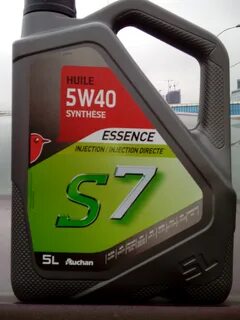 HUILE
5W40
SYNTHÈSE
ESSENCE
INJECTION / INJECTION DIRECTE
S7
5L
Auchan
5L